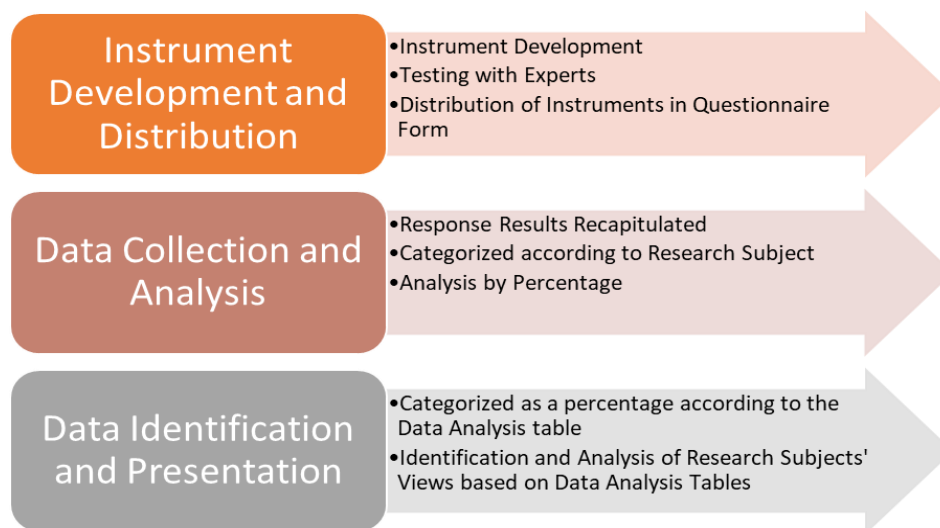 Instrument
Development and
Distribution
•Instrument Development
•Testing with Experts
•Distribution of Instruments in Questionnaire
Form
Data Collection and
Analysis
•Response Results Recapitulated
•Categorized according to Research Subject
•Analysis by Percentage
Data Identification
and Presentation
•Categorized as a percentage according to the
Data Analysis table
•Identification and Analysis of Research Subjects'
Views based on Data Analysis Tables